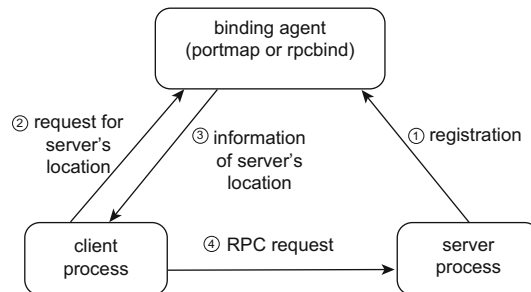 binding agent
(portmap or rpcbind)
② request for
server's
location
③ information
of server's
location
① registration
client
process
④ RPC request
server
process